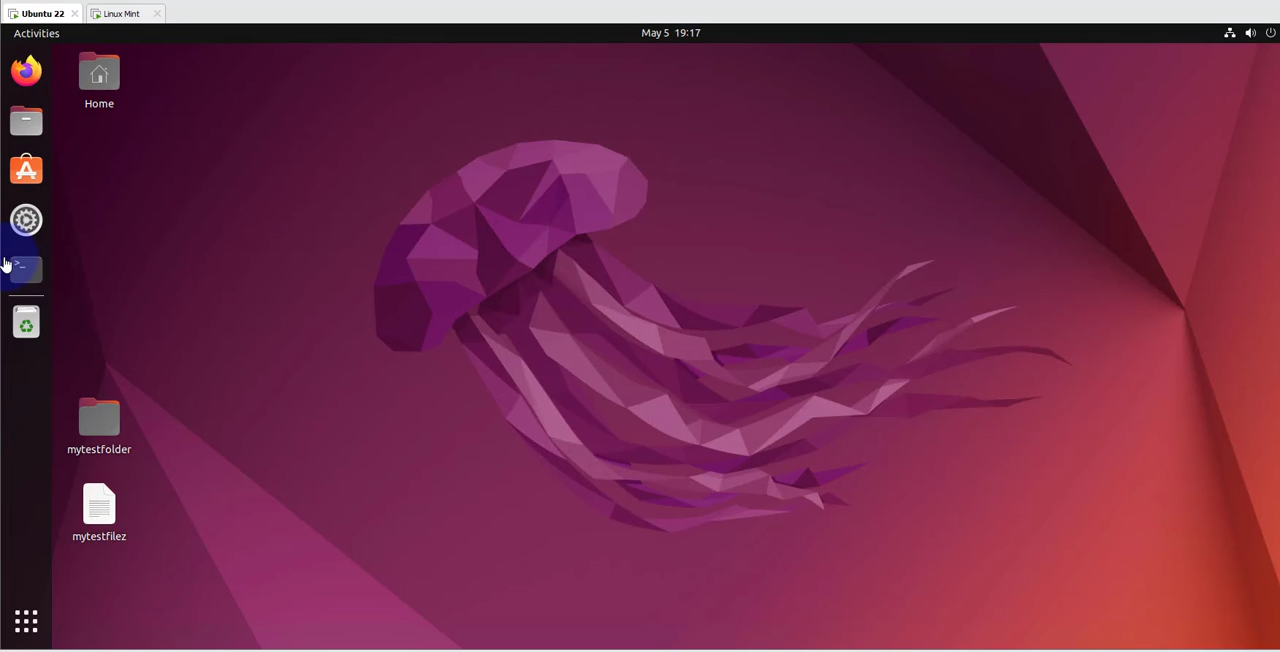 Ubuntu 22
Linux Mint
Activities
May 5 19:17
Home
>_
mytestfolder
mytestfilez